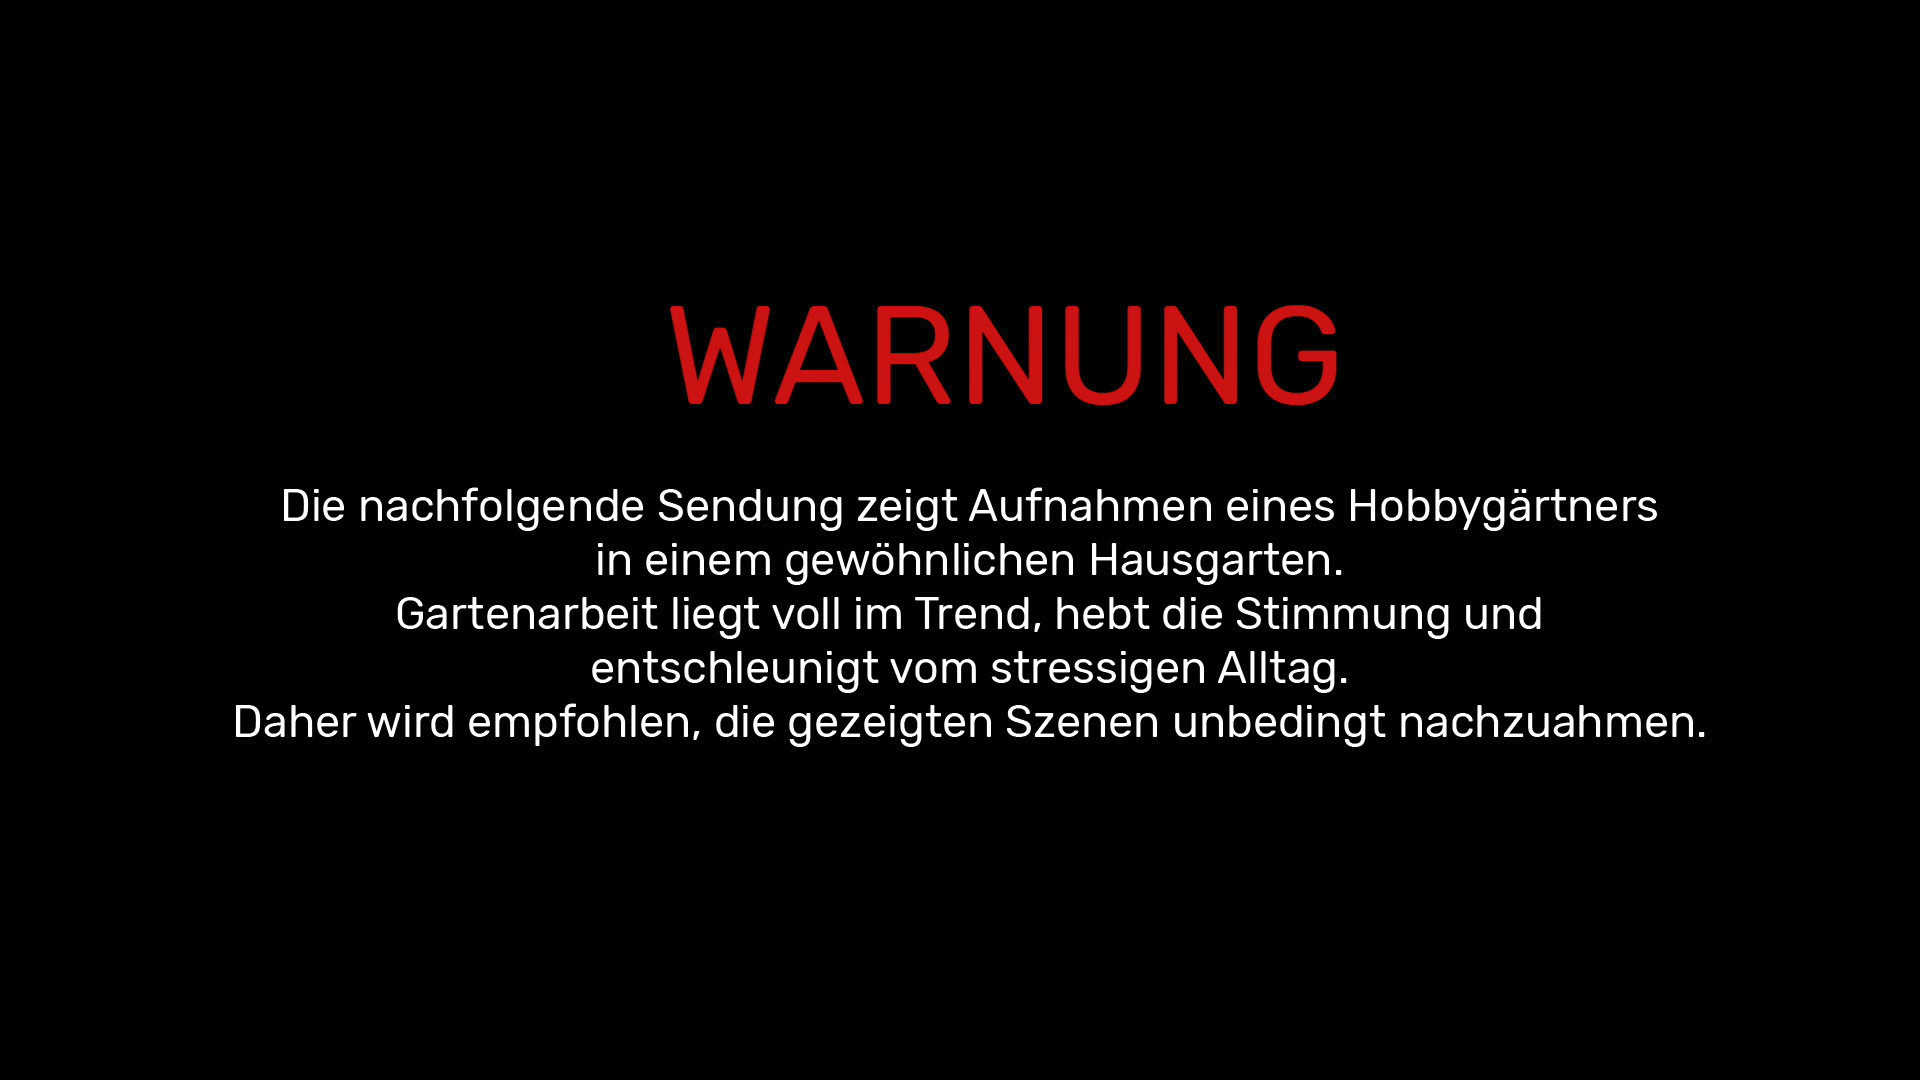 WARNUNG
Die nachfolgende Sendung zeigt Aufnahmen eines Hobbygärtners
in einem gewöhnlichen Hausgarten.
Gartenarbeit liegt voll im Trend, hebt die Stimmung und
entschleunigt vom stressigen Alltag.
Daher wird empfohlen, die gezeigten Szenen unbedingt nachzuahmen.